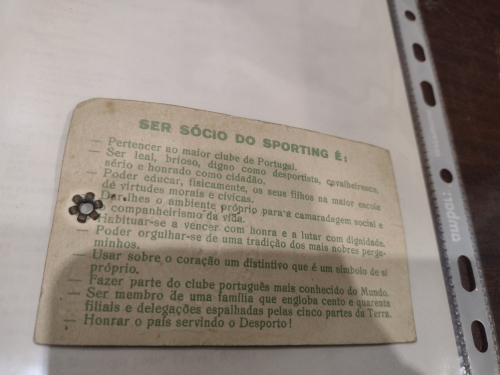 SER SÓCIO DO SPORTING É:
— Pertencer ao maior clube de Portugal.
— Ser leal, brioso, digno como desportista, cavalheiresco,
sério e honrado como cidadão.
— Poder educar, fisicamente, os seus filhos na maior escola
de virtudes morais e cívicas.
— Dar-lhes o ambiente próprio para a camaradagem social e
companheirismo da vida.
— Habituar-se a vencer com honra e a lutar com dignidade.
— Poder orgulhar-se de uma tradição dos mais nobres perga-
minhos.
— Usar sobre o coração um distintivo que é um símbolo de si
próprio.
— Fazer parte do clube português mais conhecido do Mundo.
— Ser membro de uma família que engloba cento e quarenta
filiais e delegações espalhadas pelas cinco partes da Terra.
— Honrar o país servindo o Desporto!
ambar